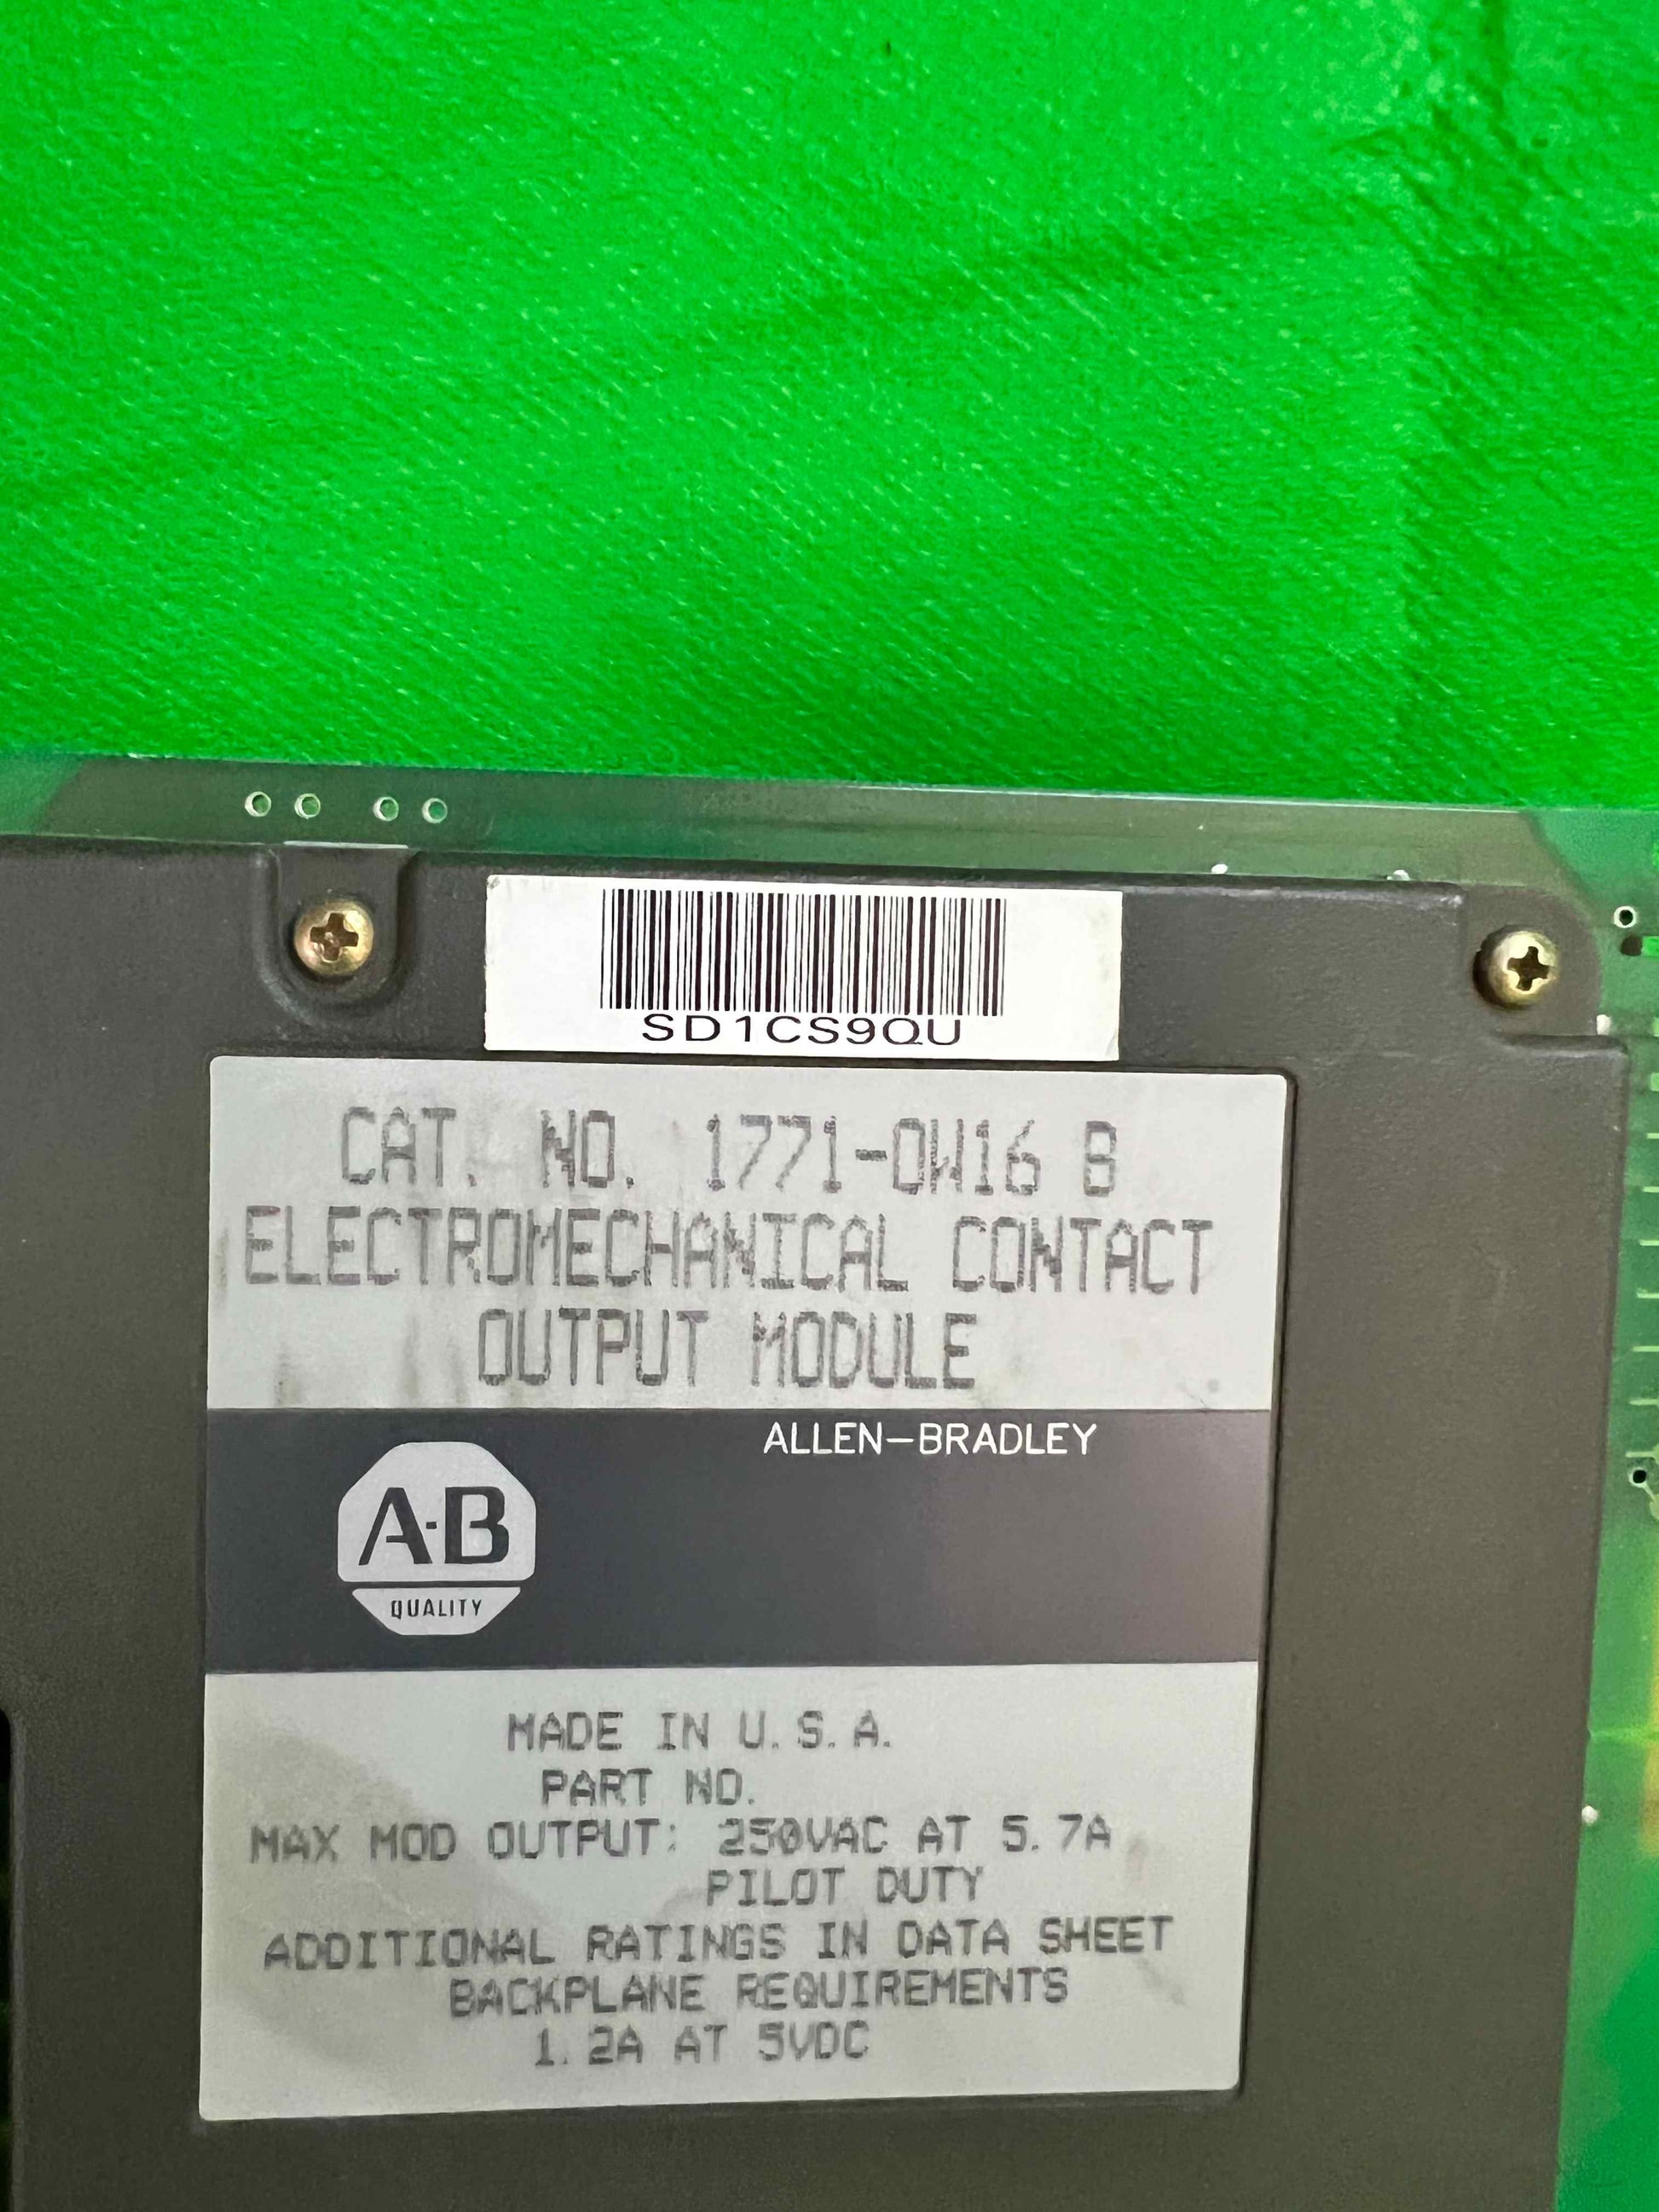 SD1CS9QU
CAT. NO. 1771-OW16 B
ELECTROMECHANICAL CONTACT
OUTPUT MODULE
ALLEN-BRADLEY
A-B
QUALITY
MADE IN U.S.A.
PART NO.
MAX MOD OUTPUT: 250VAC AT 5.7A
PILOT DUTY
ADDITIONAL RATINGS IN DATA SHEET
BACKPLANE REQUIREMENTS
1.2A AT 5VDC